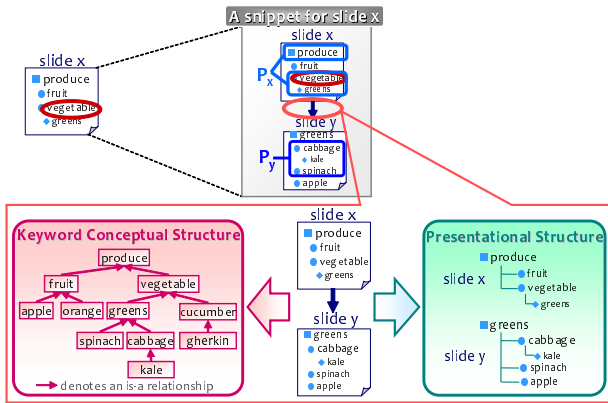 A snippet for slide x
slide x
produce
fruit
vegetable
greens
slide x
produce
fruit
vegetable
greens
Px
slide y
greens
cabbage
kale
spinach
apple
Py
Keyword Conceptual Structure
produce
fruit
vegetable
apple
orange
greens
cucumber
spinach
cabbage
gherkin
kale
denotes an is-a relationship
slide x
produce
fruit
vegetable
greens
slide y
greens
cabbage
kale
spinach
apple
Presentational Structure
slide x
produce
fruit
vegetable
greens
slide y
greens
cabbage
kale
spinach
apple